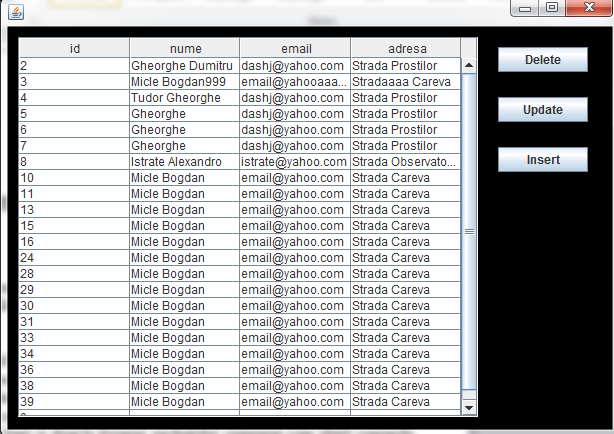 id nume email adresa
2 Gheorghe Dumitru dashj@yahoo.com Strada Prostilor
3 Micle Bogdan999 email@yahooaaa... Stradaaaa Careva
4 Tudor Gheorghe dashj@yahoo.com Strada Prostilor
5 Gheorghe dashj@yahoo.com Strada Prostilor
6 Gheorghe dashj@yahoo.com Strada Prostilor
7 Gheorghe dashj@yahoo.com Strada Prostilor
8 Istrate Alexandro istrate@yahoo.com Strada Observato...
10 Micle Bogdan email@yahoo.com Strada Careva
11 Micle Bogdan email@yahoo.com Strada Careva
13 Micle Bogdan email@yahoo.com Strada Careva
15 Micle Bogdan email@yahoo.com Strada Careva
16 Micle Bogdan email@yahoo.com Strada Careva
24 Micle Bogdan email@yahoo.com Strada Careva
28 Micle Bogdan email@yahoo.com Strada Careva
29 Micle Bogdan email@yahoo.com Strada Careva
30 Micle Bogdan email@yahoo.com Strada Careva
31 Micle Bogdan email@yahoo.com Strada Careva
33 Micle Bogdan email@yahoo.com Strada Careva
34 Micle Bogdan email@yahoo.com Strada Careva
36 Micle Bogdan email@yahoo.com Strada Careva
38 Micle Bogdan email@yahoo.com Strada Careva
39 Micle Bogdan email@yahoo.com Strada Careva
Delete
Update
Insert